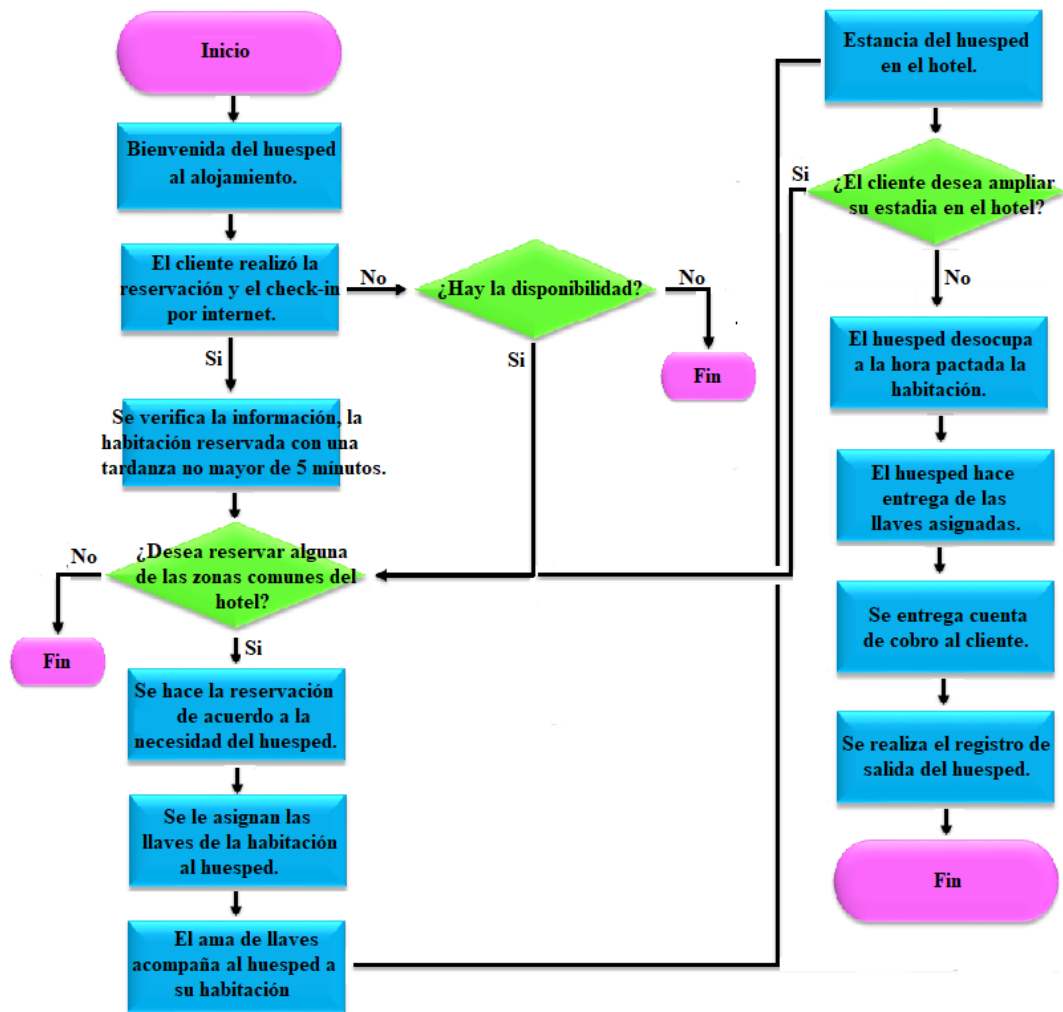 Inicio
Bienvenida del huesped
al alojamiento.
El cliente realizó la
reservación y el check-in
por internet.
No
¿Hay la disponibilidad?
No
Fin
Si
Si
Se verifica la información, la
habitación reservada con una
tardanza no mayor de 5 mínutos.
¿Desea reservar alguna
de las zonas comunes del
hotel?
No
Fin
Si
Se hace la reservación
de acuerdo a la
necesidad del huesped.
Se le asignan las
llaves de la habitación
al huesped.
El ama de llaves
acompaña al huesped a
su habitación
Estancia del huesped
en el hotel.
Si
¿El cliente desea ampliar
su estadia en el hotel?
No
El huesped desocupa
a la hora pactada la
habitación.
El huesped hace
entrega de las
llaves asignadas.
Se entrega cuenta
de cobro al cliente.
Se realiza el registro de
salida del huesped.
Fin